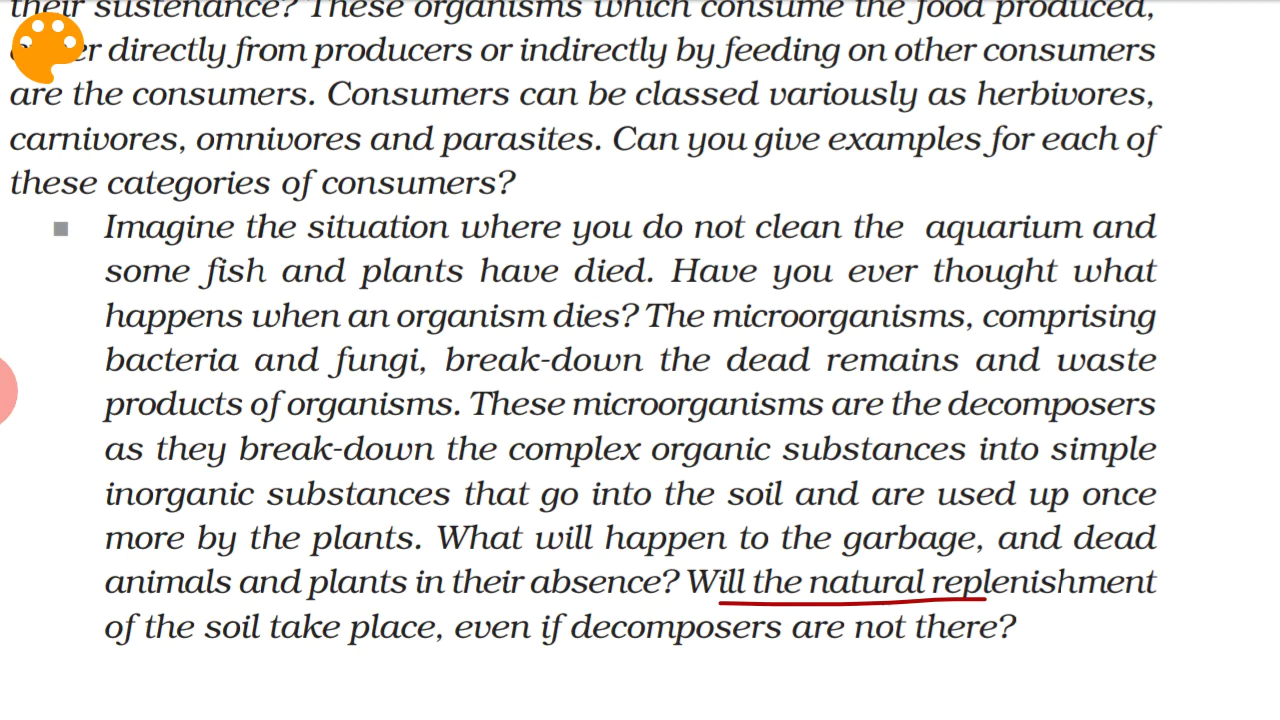 their sustenance? These organisms which consume the food produced,
directly from producers or indirectly by feeding on other consumers
are the consumers. Consumers can be classed variously as herbivores,
carnivores, omnivores and parasites. Can you give examples for each of
these categories of consumers?
■ Imagine the situation where you do not clean the aquarium and
some fish and plants have died. Have you ever thought what
happens when an organism dies? The microorganisms, comprising
bacteria and fungi, break-down the dead remains and waste
products of organisms. These microorganisms are the decomposers
as they break-down the complex organic substances into simple
inorganic substances that go into the soil and are used up once
more by the plants. What will happen to the garbage, and dead
animals and plants in their absence? Will the natural replenishment
of the soil take place, even if decomposers are not there?